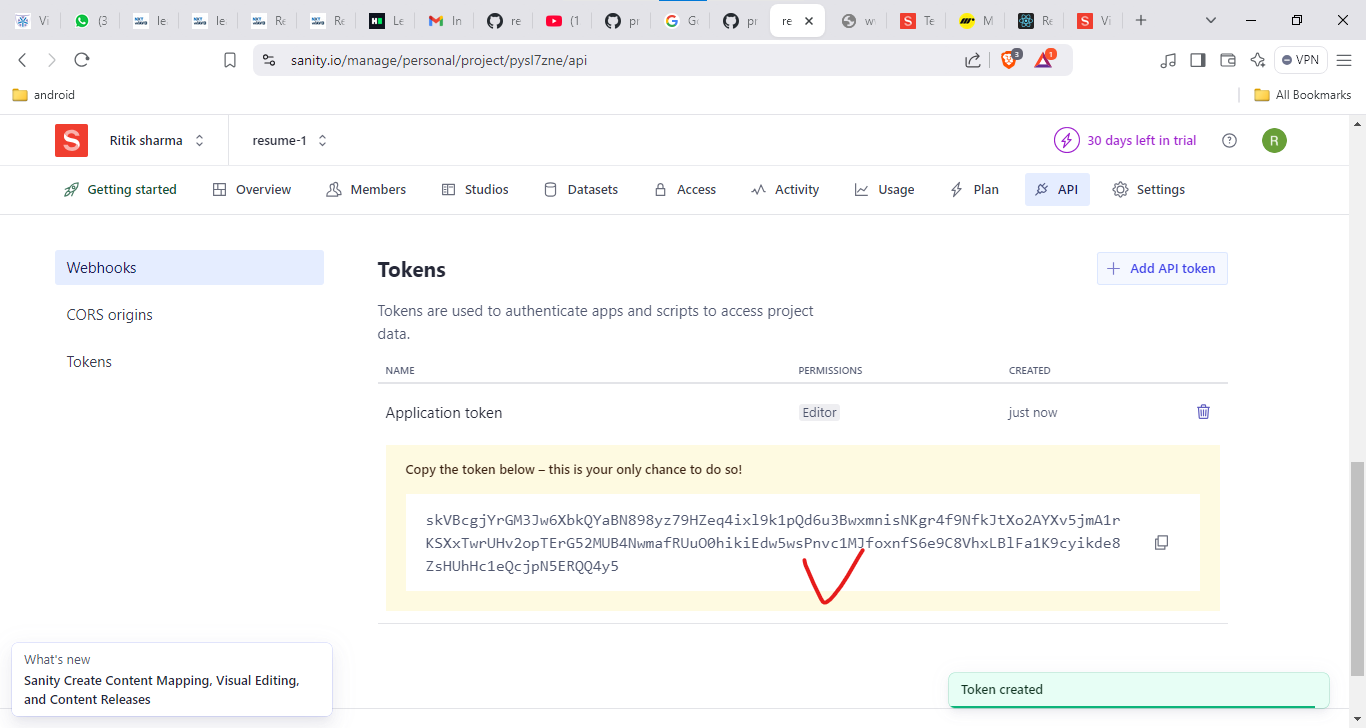 Vi
(3
le
le
Re
Re
Le
In
re
(1
pr
G
pr
re
w
Te
M
Re
Vi
sanity.io/manage/personal/project/pysl7zne/api
3
1
VPN
android
All Bookmarks
S
Ritik sharma
resume-1
30 days left in trial
R
Getting started
Overview
Members
Studios
Datasets
Access
Activity
Usage
Plan
API
Settings
Webhooks
CORS origins
Tokens
Tokens
Add API token
Tokens are used to authenticate apps and scripts to access project
data.
NAME PERMISSIONS CREATED
Application token Editor just now
Copy the token below – this is your only chance to do so!
What's new
Sanity Create Content Mapping, Visual Editing,
and Content Releases
Token created